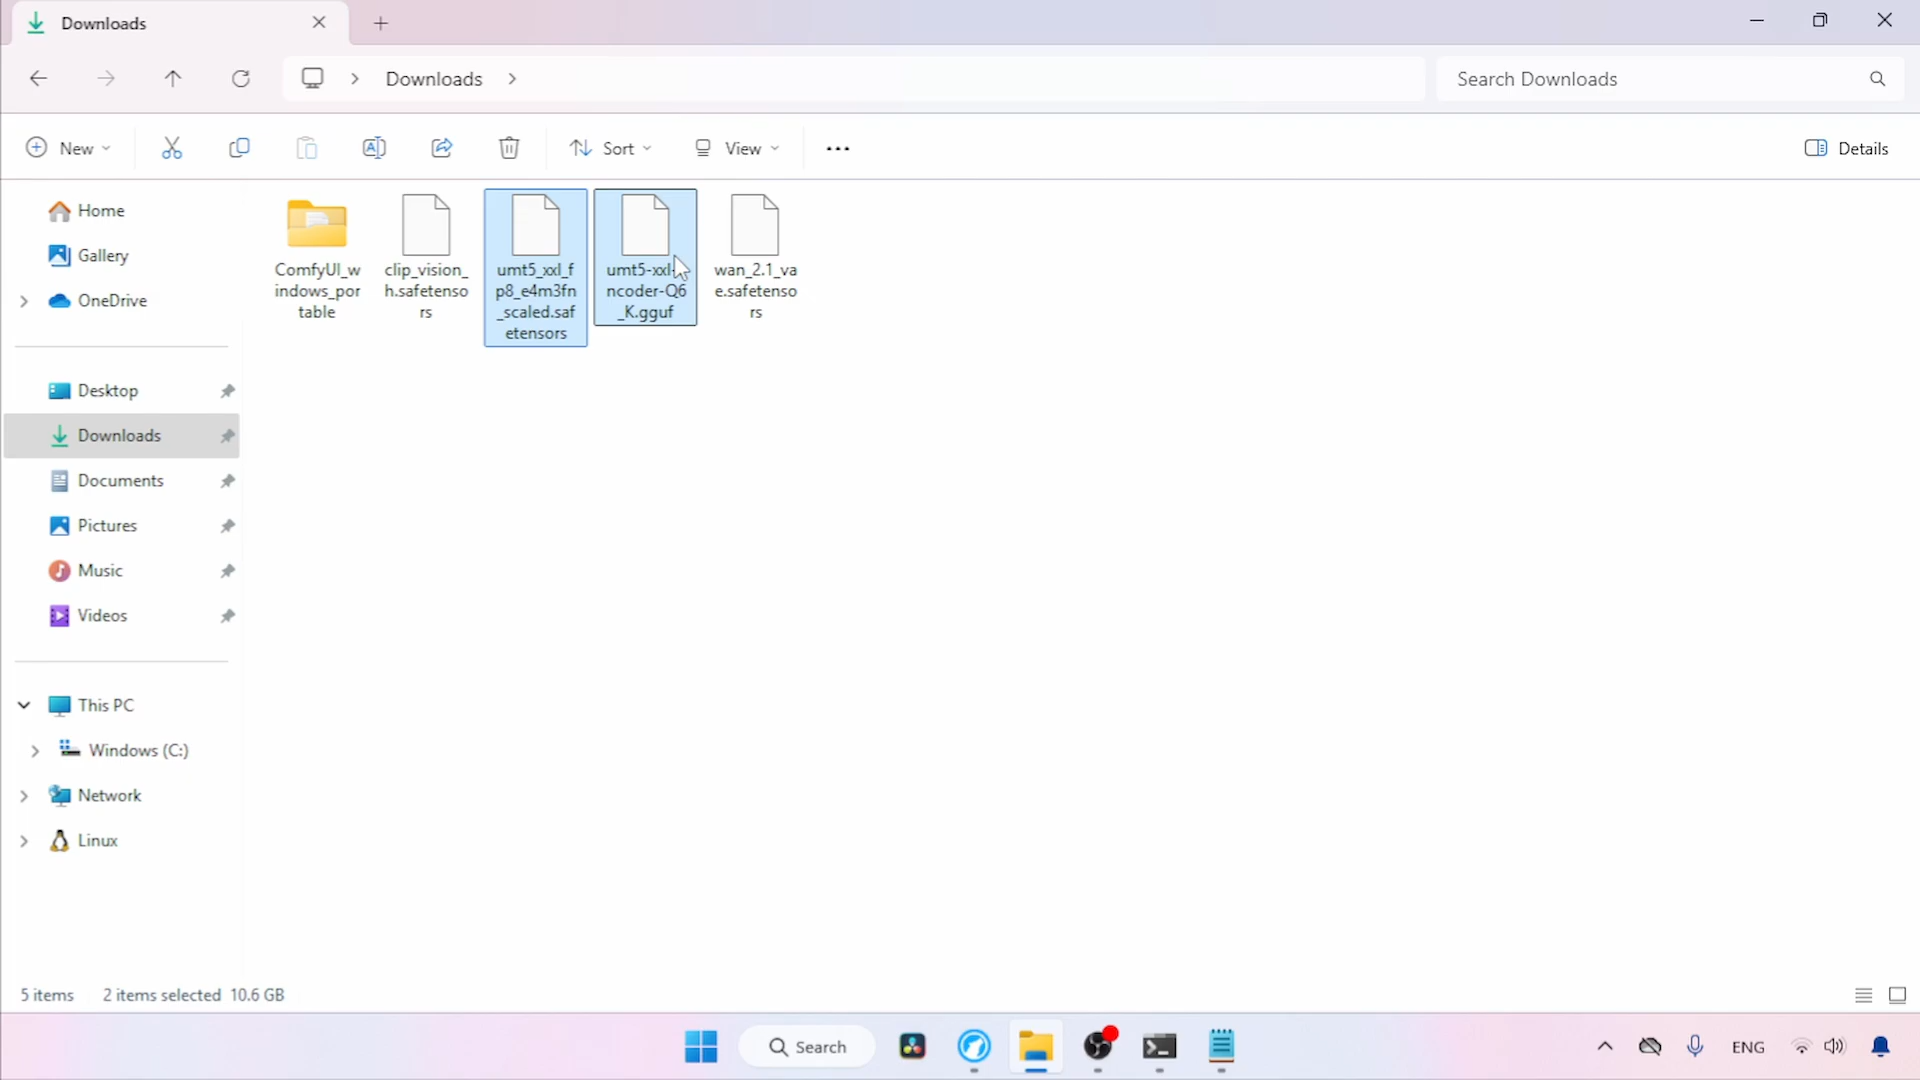 Downloads
Downloads
Search Downloads
New
Sort
View
Details
Home
Gallery
OneDrive
Desktop
Downloads
Documents
Pictures
Music
Videos
This PC
Windows (C:)
Network
Linux
ComfyUI_w
indows_por
table
clip_vision_
h.safetenso
rs
umt5_xxl_f
p8_e4m3fn
_scaled.saf
etensors
umt5-xxl-
ncoder-Q6
_K.gguf
wan_2.1_va
e.safetenso
rs
5 items 2 items selected 10.6 GB
Search
ENG